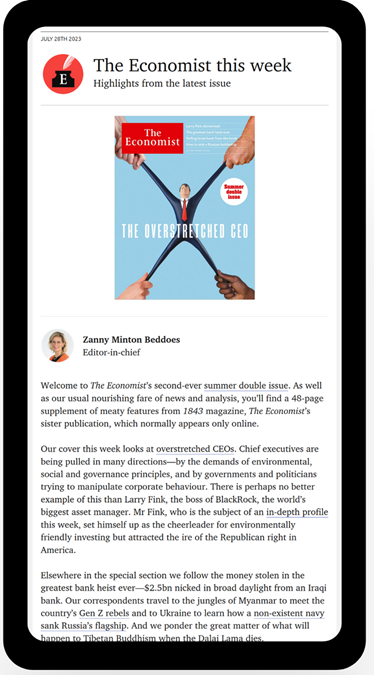 JULY 28TH 2023
The Economist this week
Highlights from the latest issue
E
The
Economist
Summer
double
issue
THE OVERSTRETCHED CEO
Zanny Minton Beddoes
Editor-in-chief
Welcome to The Economist's second-ever summer double issue. As well
as our usual nourishing fare of news and analysis, you'll find a 48-page
supplement of meaty features from 1843 magazine, The Economist's
sister publication, which normally appears only online.
Our cover this week looks at overstretched CEOs. Chief executives are
being pulled in many directions—by the demands of environmental,
social and governance principles, and by governments and politicians
trying to manipulate corporate behaviour. There is perhaps no better
example of this than Larry Fink, the boss of BlackRock, the world's
biggest asset manager. Mr Fink, who is the subject of an in-depth profile
this week, set himself up as the cheerleader for environmentally
friendly investing but attracted the ire of the Republican right in
America.
Elsewhere in the special section we follow the money stolen in the
greatest bank heist ever—$2.5bn nicked in broad daylight from an Iraqi
bank. Our correspondents travel to the jungles of Myanmar to meet the
country's Gen Z rebels and to Ukraine to learn how a non-existent navy
sank Russia's flagship. And we ponder the great matter of what will
happen to Tibetan Buddhism when the Dalai Lama dies.